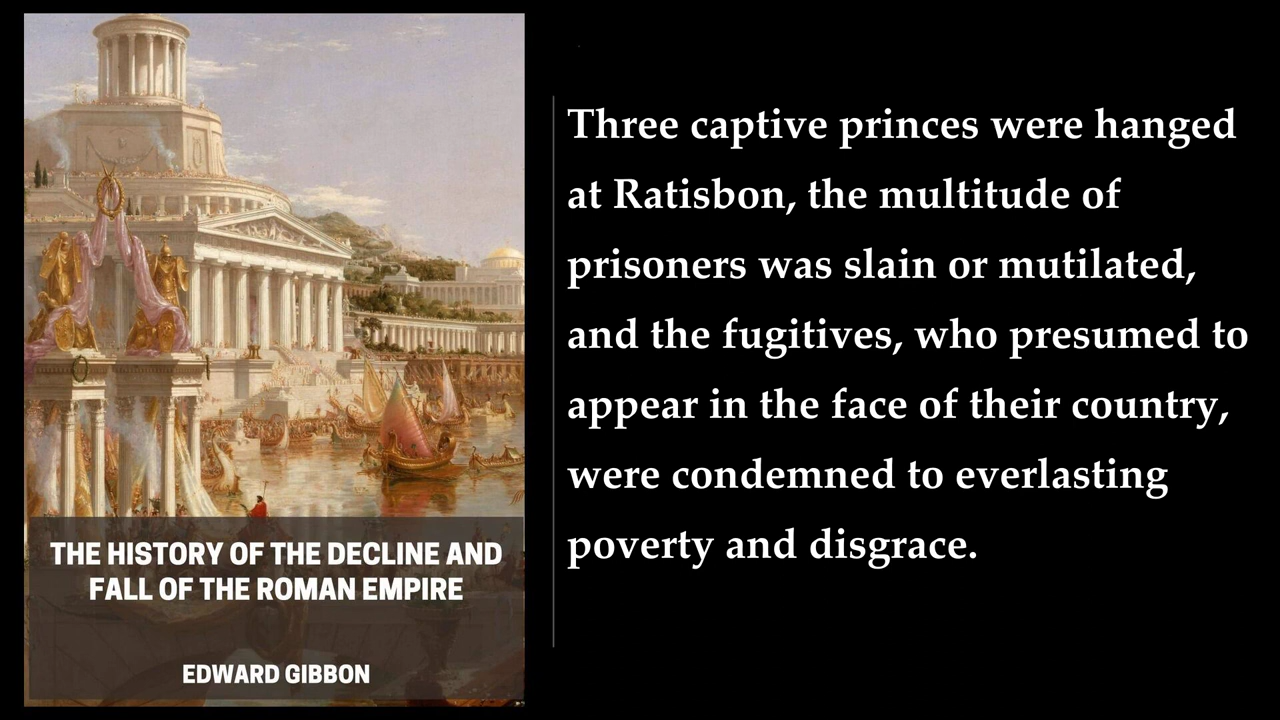 THE HISTORY OF THE DECLINE AND
FALL OF THE ROMAN EMPIRE
EDWARD GIBBON
Three captive princes were hanged
at Ratisbon, the multitude of
prisoners was slain or mutilated,
and the fugitives, who presumed to
appear in the face of their country,
were condemned to everlasting
poverty and disgrace.